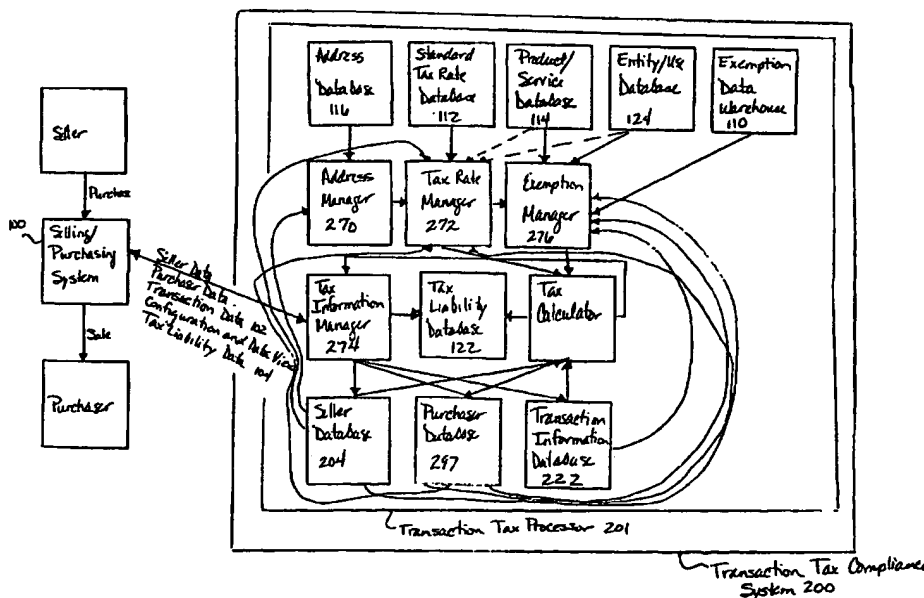 Address
Database
116
Standard
Tax Rate
Database
112
Product/
Service
Database
114
Entity/Use
Database
124
Exemption
Data
Warehouse
110
Seller
Purchase
100
Selling/
Purchasing
System
Sale
Purchaser
Address
Manager
270
Tax Rate
Manager
272
Exemption
Manager
276
Seller Data
Purchaser Data
Transaction Data 102
Configuration and Data View
Tax Liability Data 104
Tax
Information
Manager
274
Tax
Liability
Database
122
Tax
Calculator
Seller
Database
204
Purchaser
Database
297
Transaction
Information
Database
222
Transaction Tax Processor 201
Transaction Tax Compliance
System 200